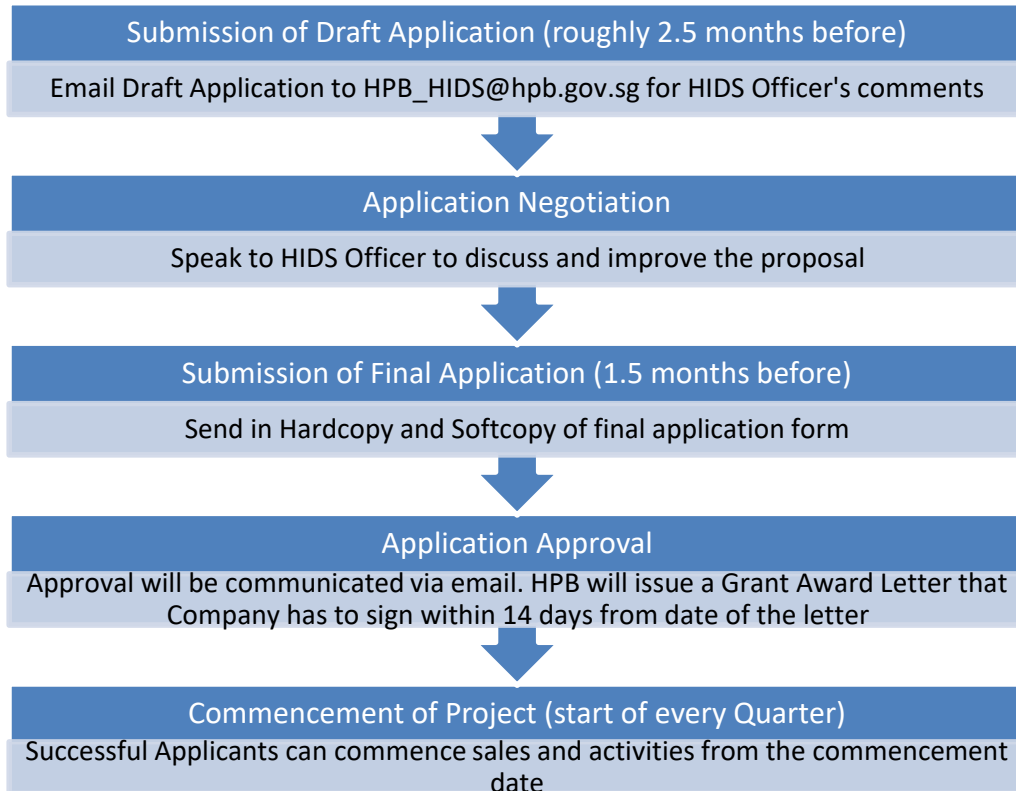 Submission of Draft Application (roughly 2.5 months before)
Email Draft Application to HPB_HIDS@hpb.gov.sg for HIDS Officer's comments
Application Negotiation
Speak to HIDS Officer to discuss and improve the proposal
Submission of Final Application (1.5 months before)
Send in Hardcopy and Softcopy of final application form
Application Approval
Approval will be communicated via email. HPB will issue a Grant Award Letter that
Company has to sign within 14 days from date of the letter
Commencement of Project (start of every Quarter)
Successful Applicants can commence sales and activities from the commencement
date